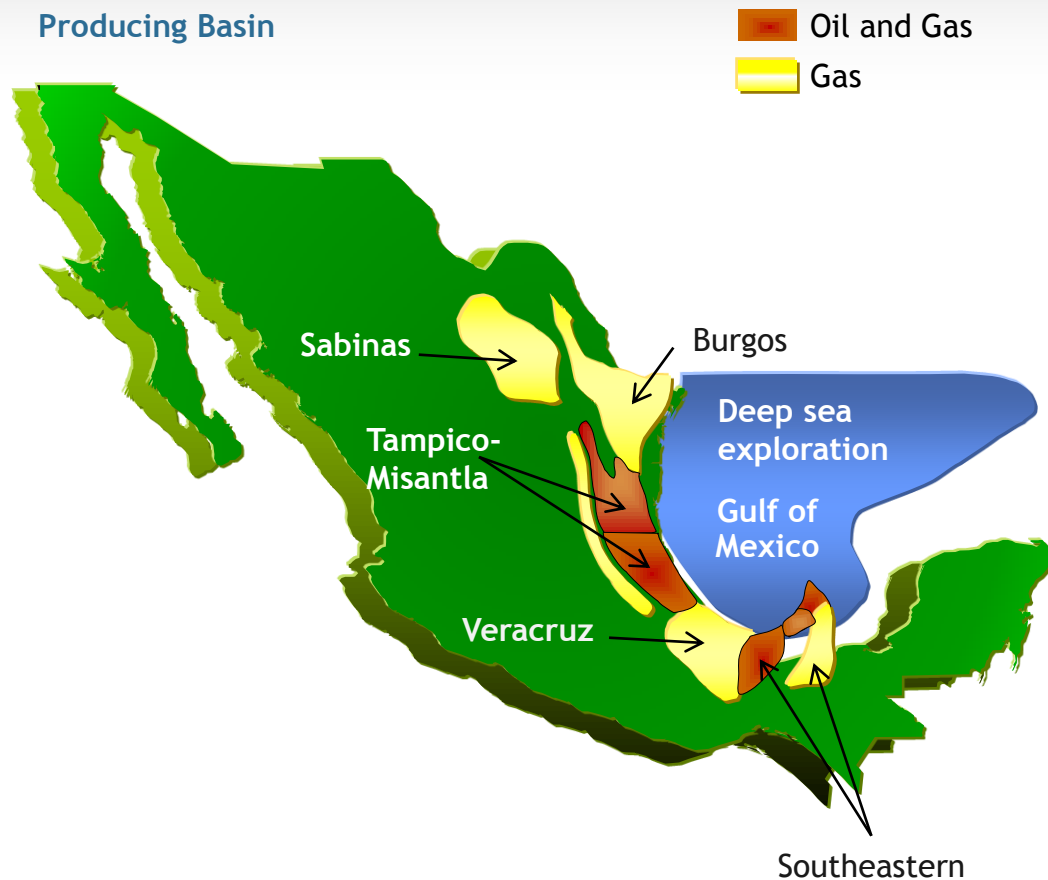 Producing Basin
Oil and Gas
Gas
Sabinas
Burgos
Deep sea
exploration
Tampico-
Misantla
Gulf of
Mexico
Veracruz
Southeastern